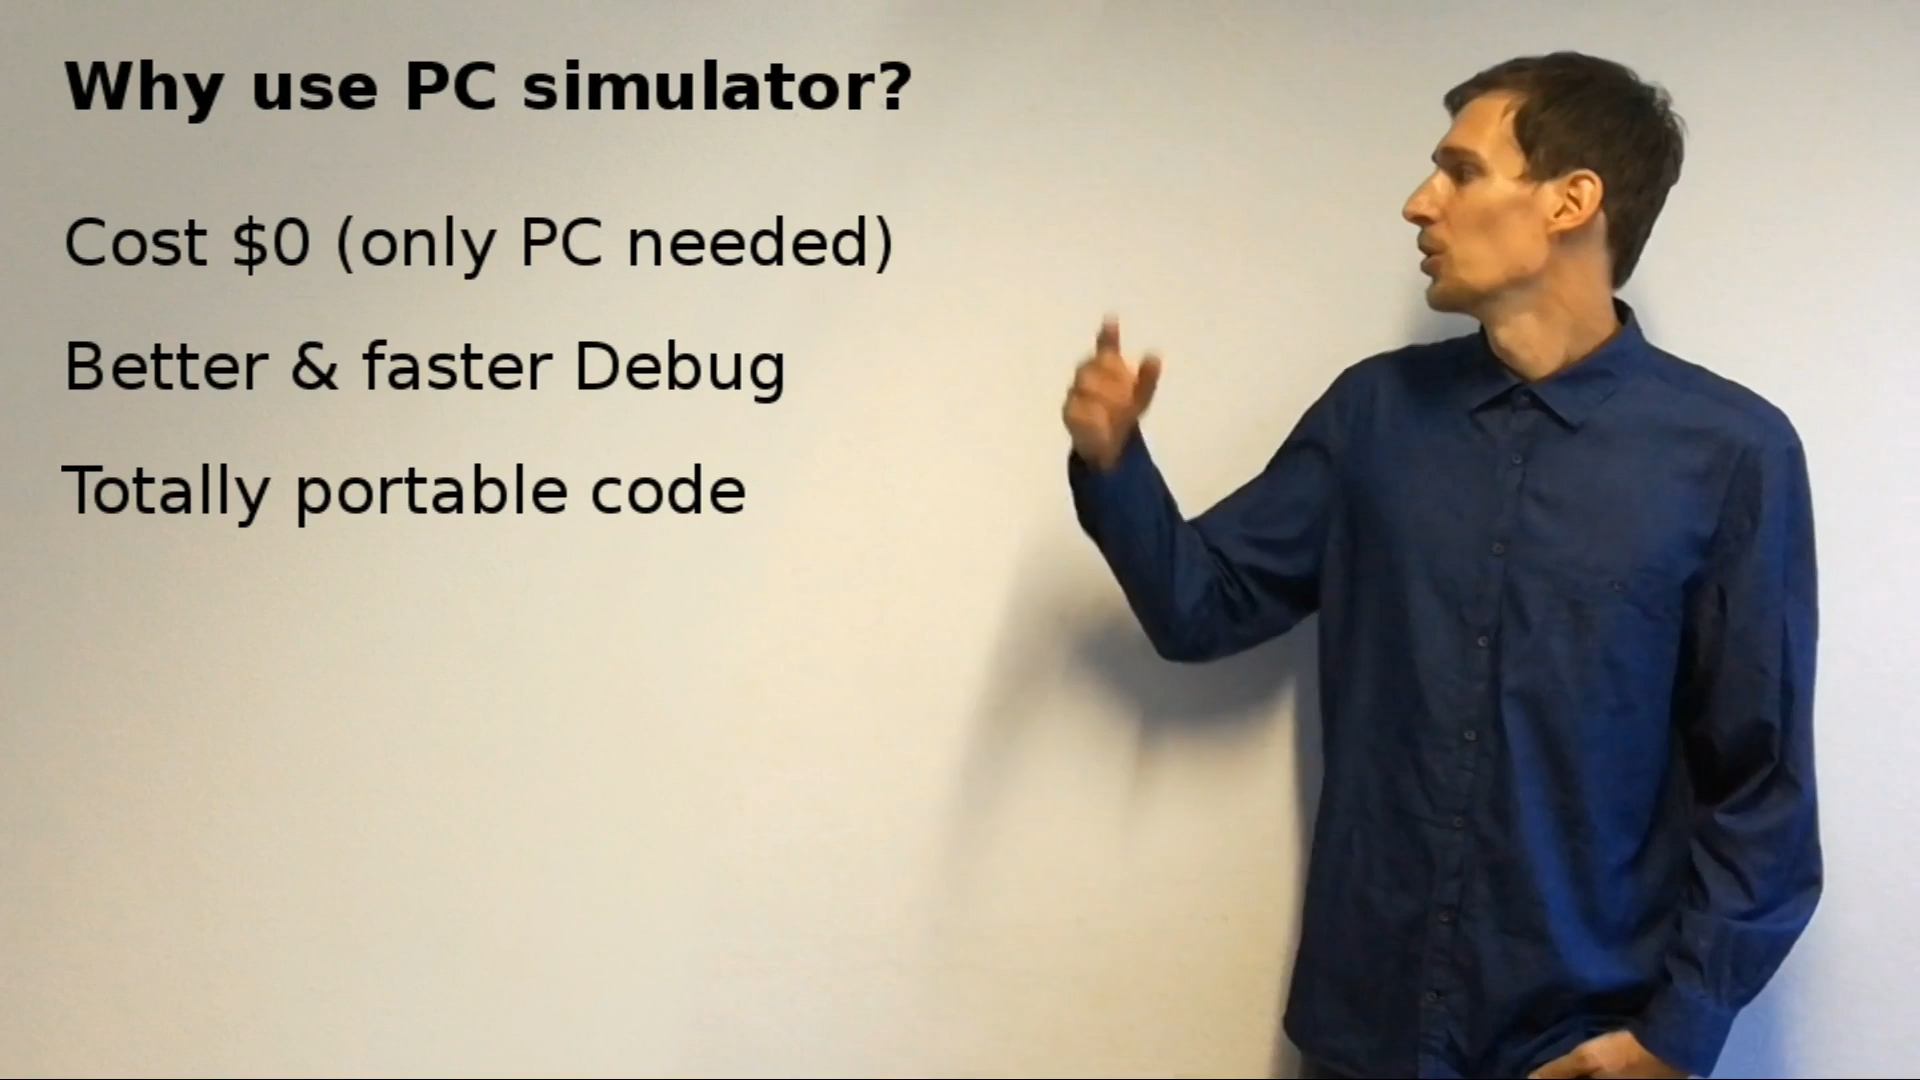 Why use PC simulator?
Cost $0 (only PC needed)
Better & faster Debug
Totally portable code